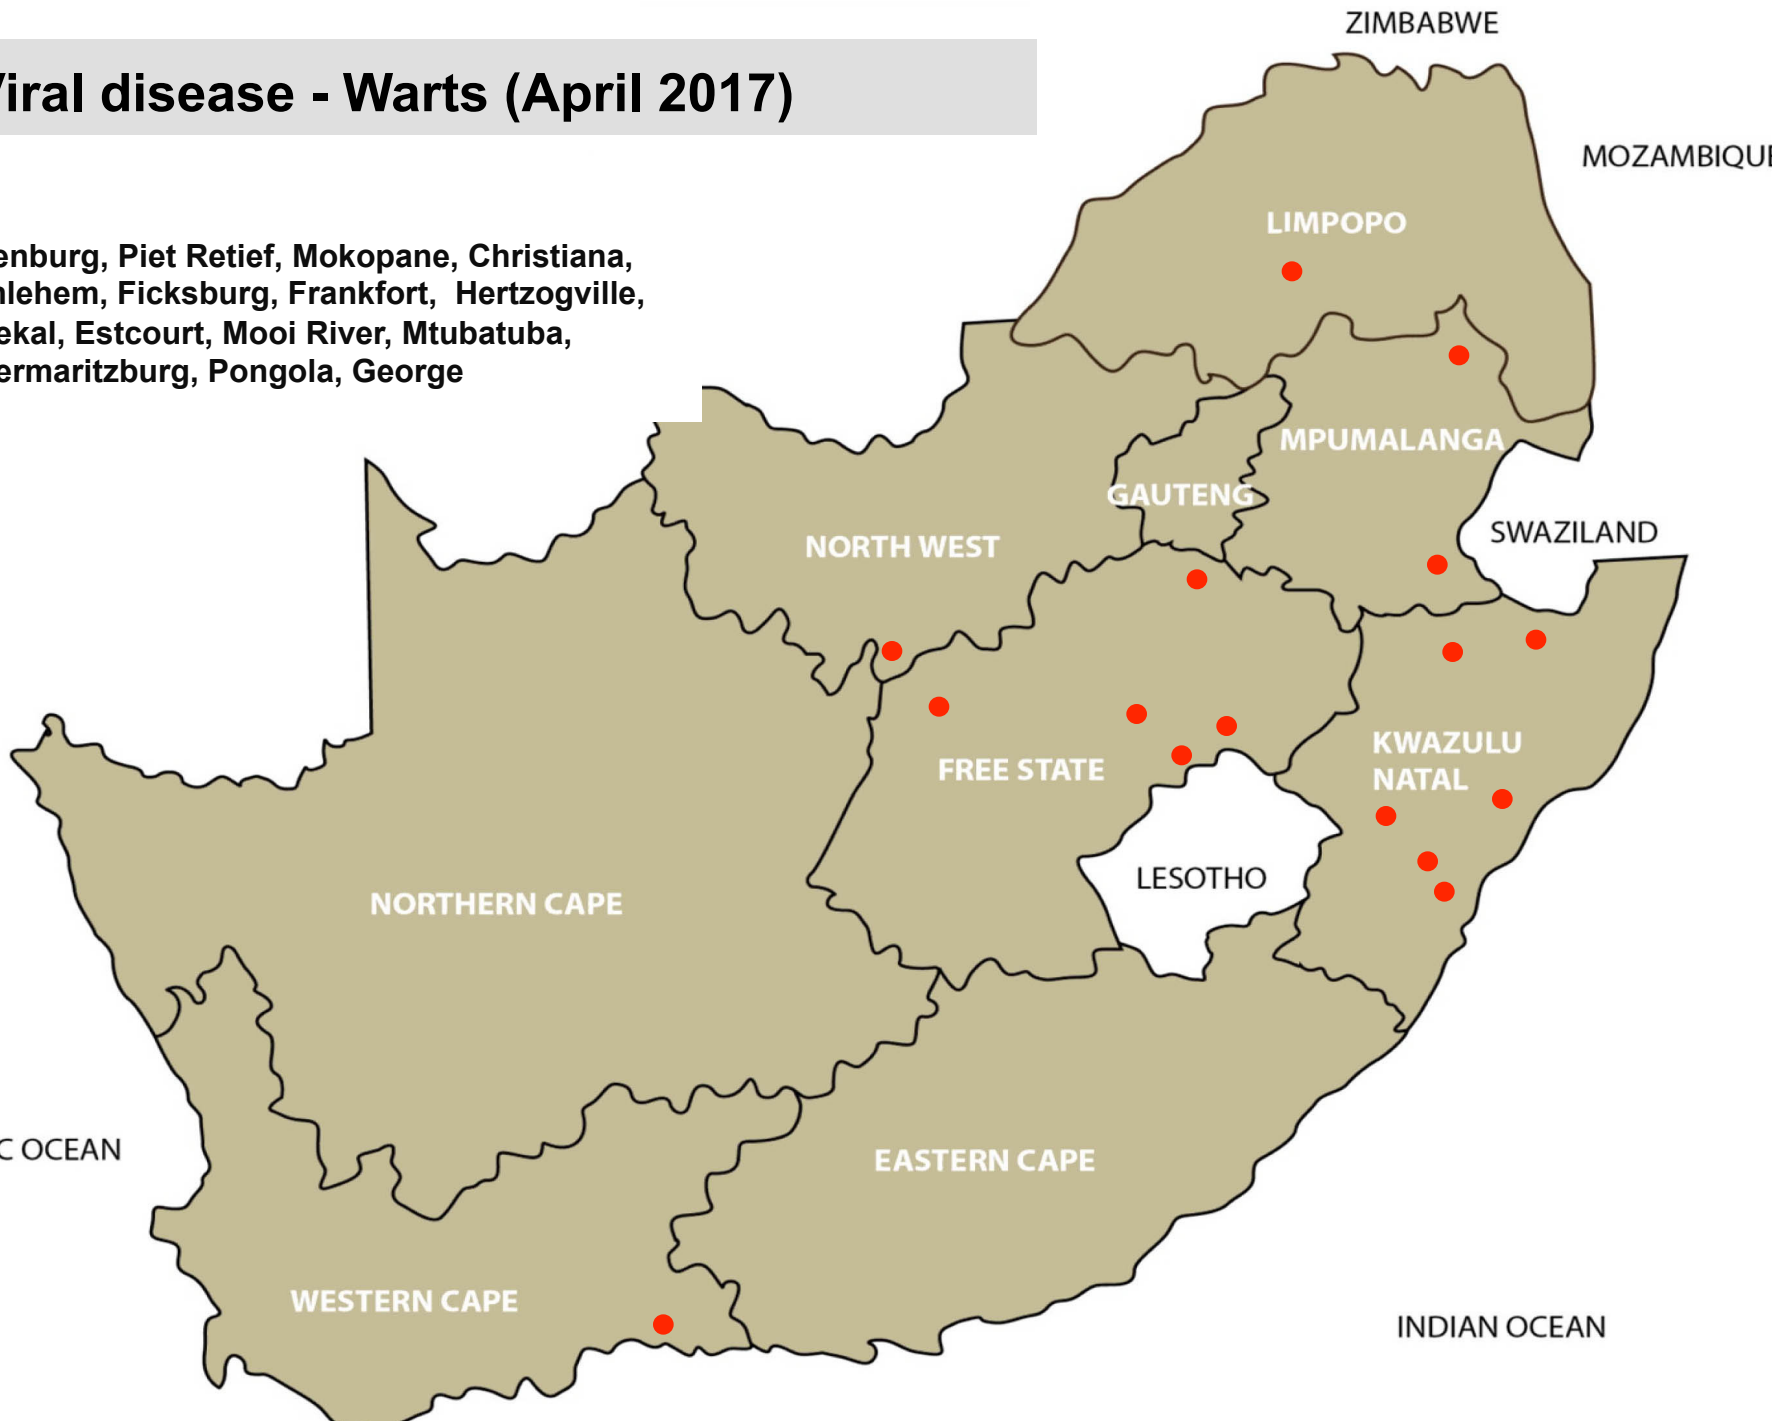 Viral disease - Warts (April 2017)
enburg, Piet Retief, Mokopane, Christiana,
hlehem, Ficksburg, Frankfort, Hertzogville,
ekal, Estcourt, Mooi River, Mtubatuba,
ermaritzburg, Pongola, George
ZIMBABWE
MOZAMBIQUE
LIMPOPO
MPUMALANGA
GAUTENG
NORTH WEST
SWAZILAND
KWAZULU
NATAL
FREE STATE
LESOTHO
NORTHERN CAPE
C OCEAN
EASTERN CAPE
WESTERN CAPE
INDIAN OCEAN